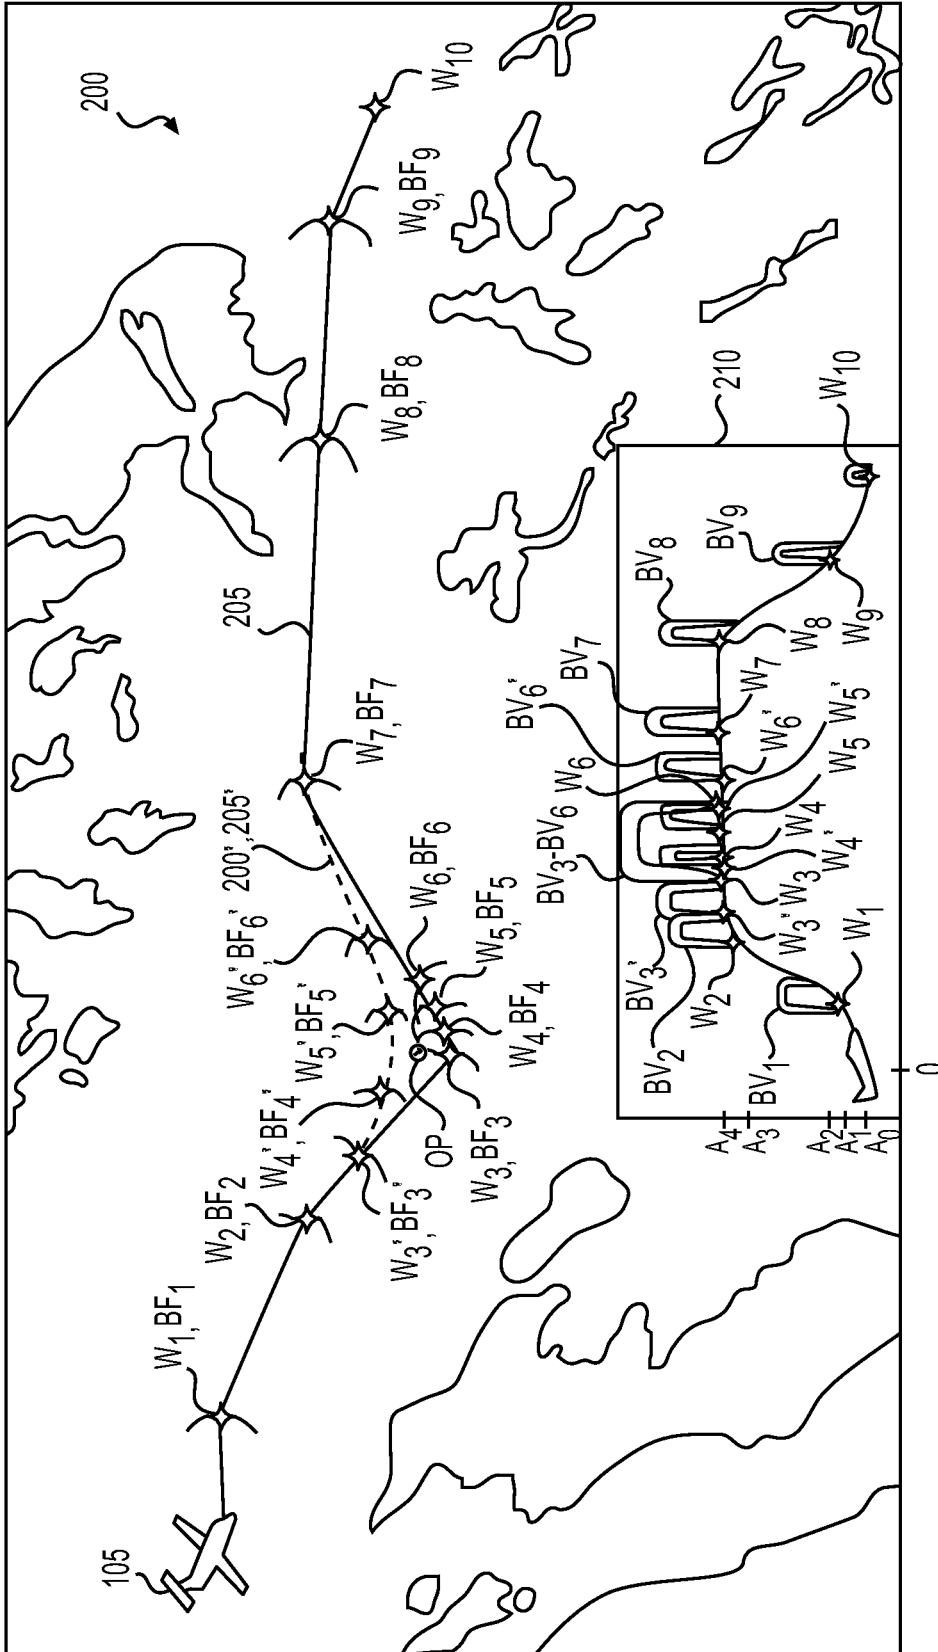 200
105
W1,BF1
W2,BF2
W3',BF3'
W4',BF4'
W5',BF5'
W6',BF6'
200',205'
205
OP
W3,BF3
W4,BF4
W5,BF5
W6,BF6
W7,BF7
W8,BF8
W9,BF9
W10
210
BV1
BV2
BV3'
BV3-BV6
BV6'
BV7
BV8
BV9
W1
W2
W3'
W3
W4'
W4
W5
W5'
W6
W6'
W7
W8
W9
W10
A4
A3
A2
A1
A0
0